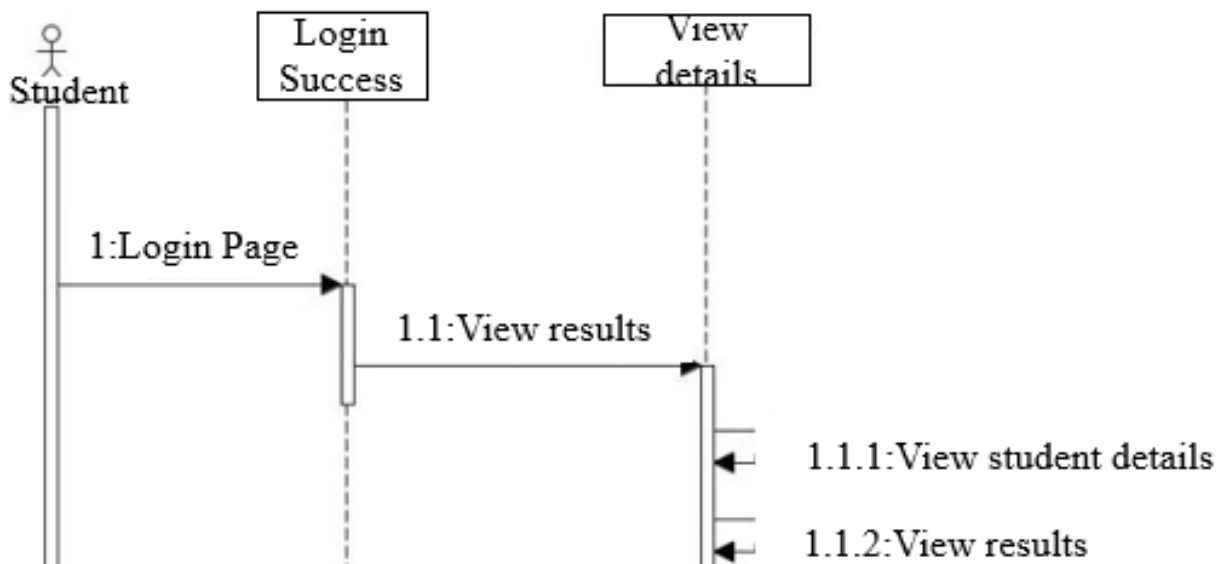 Login
Success
View
details
Student
1:Login Page
1.1:View results
1.1.1:View student details
1.1.2:View results